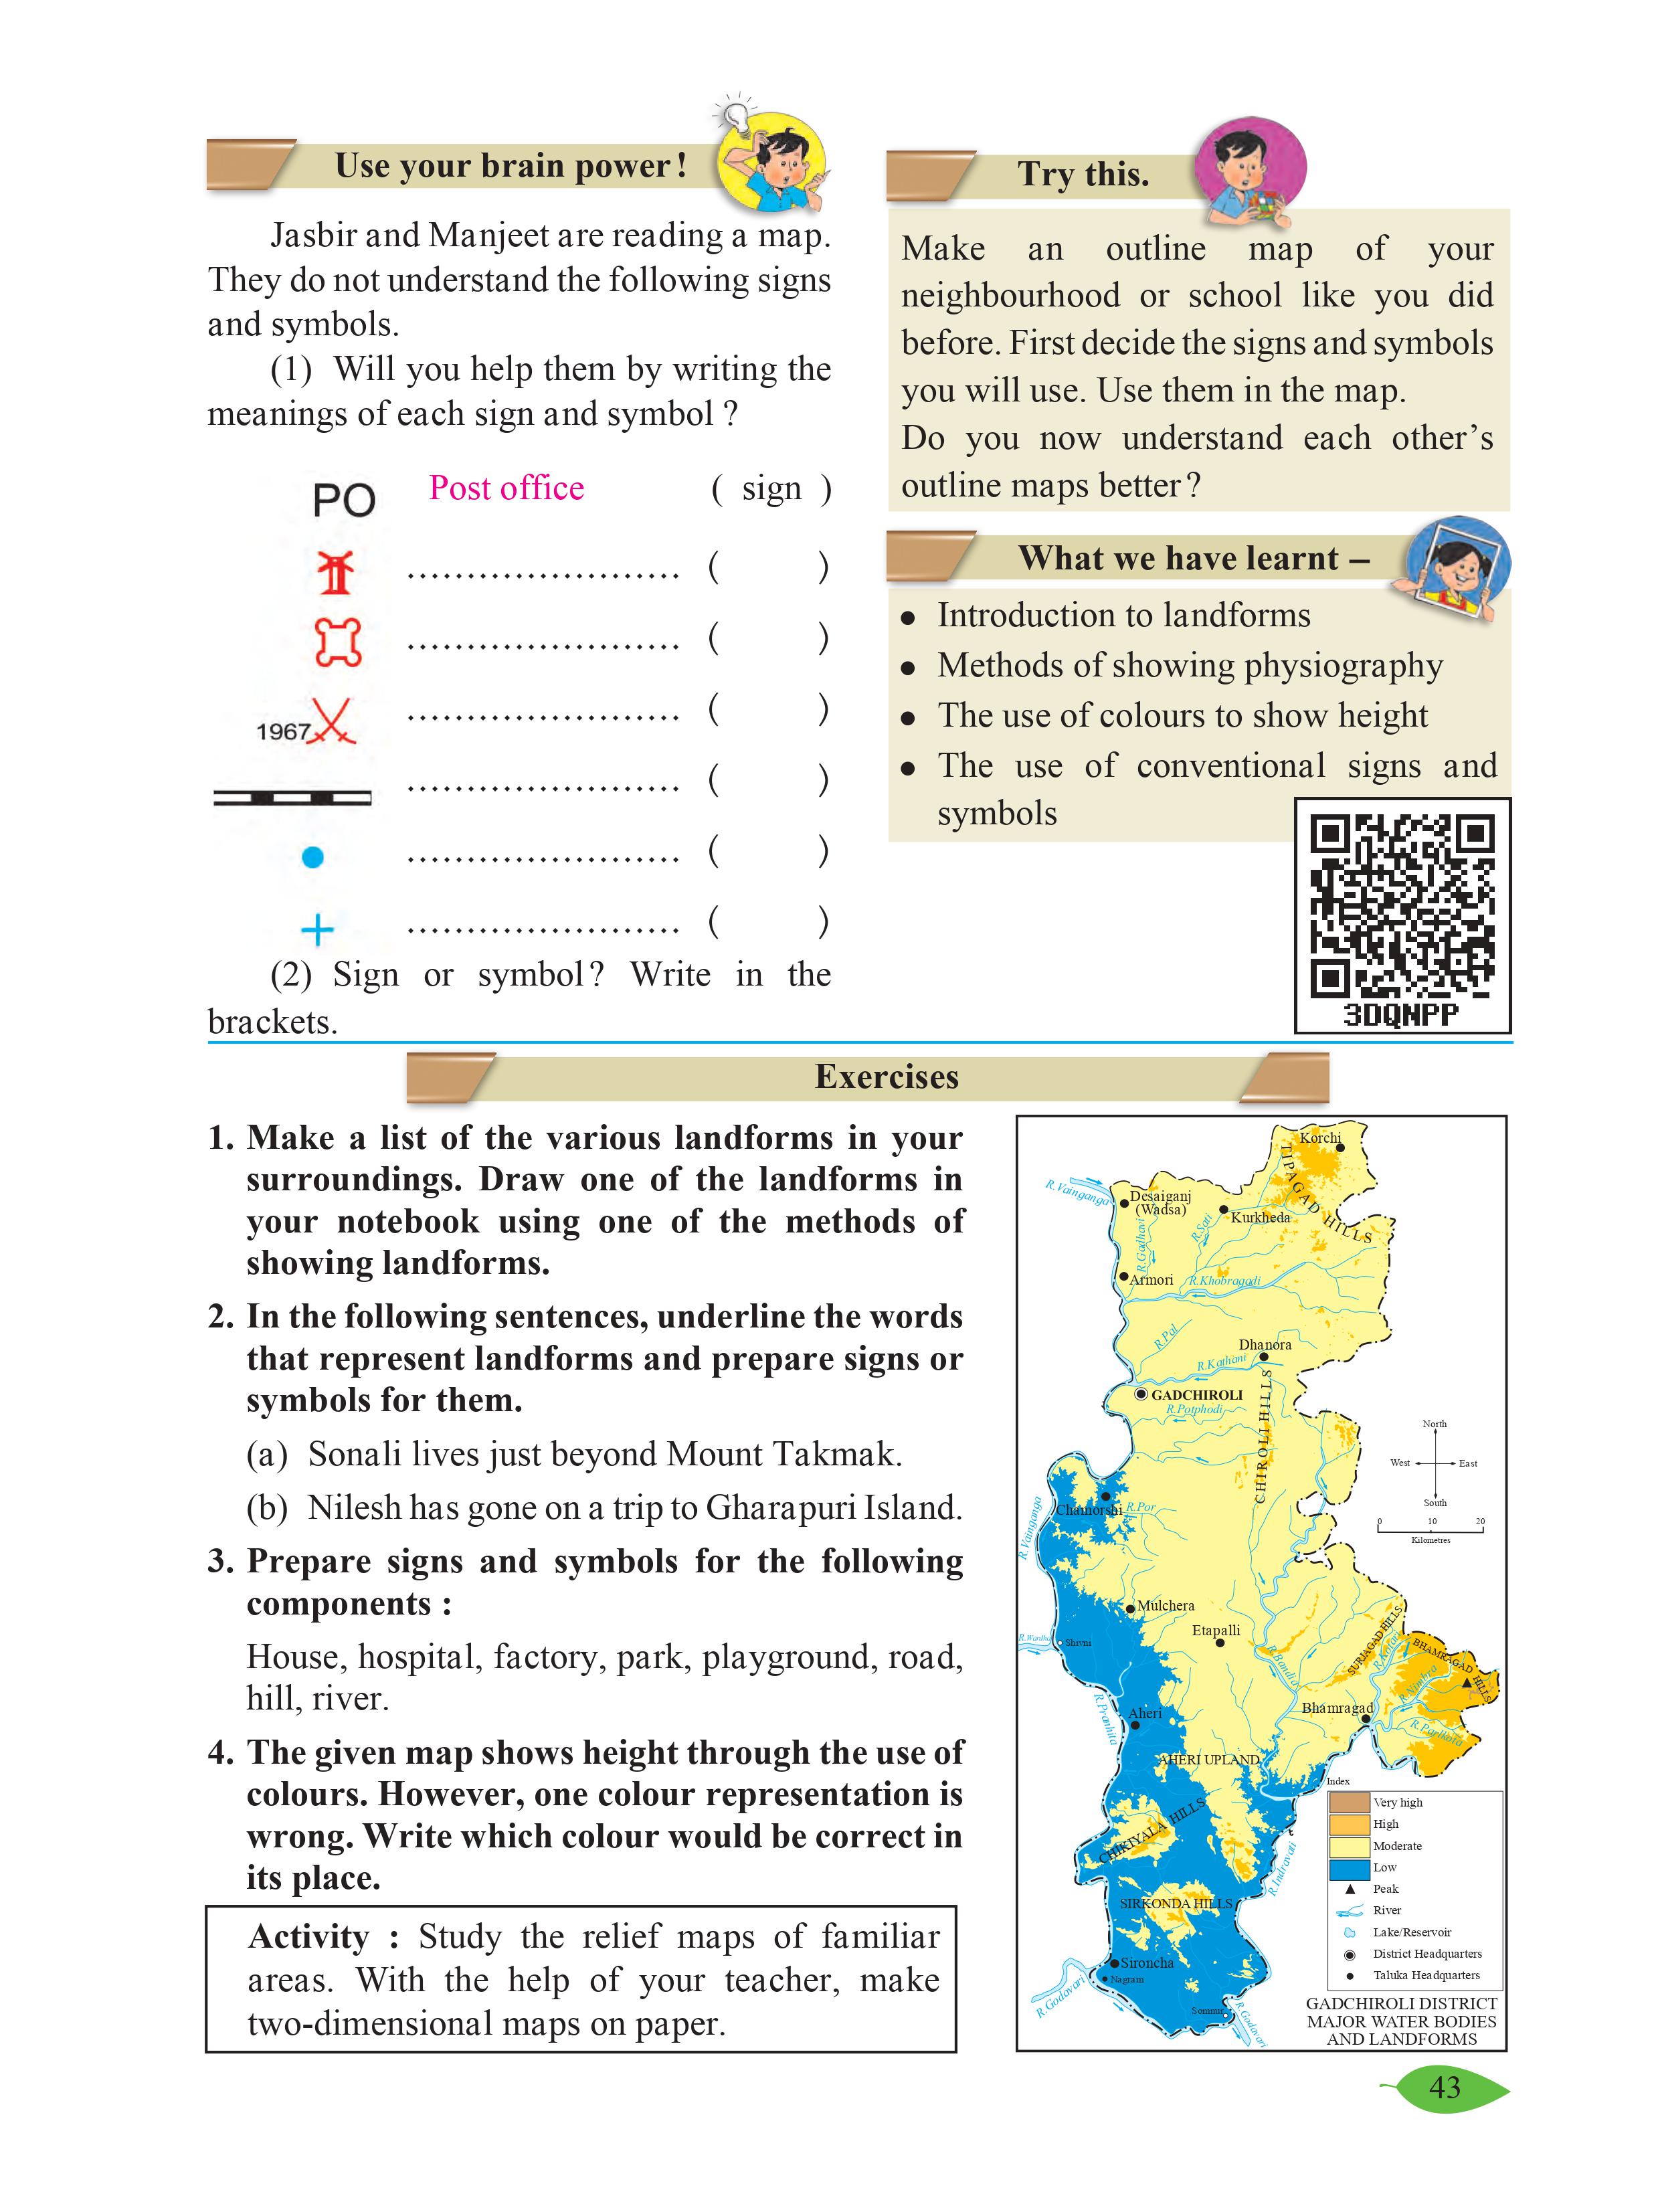 Use your brain power!
Jasbir and Manjeet are reading a map.
They do not understand the following signs
and symbols.
(1) Will you help them by writing the
meanings of each sign and symbol ?
PO Post office ( sign )
....................... ( )
....................... ( )
1967 ....................... ( )
....................... ( )
....................... ( )
....................... ( )
(2) Sign or symbol? Write in the
brackets.
Try this.
Make an outline map of your
neighbourhood or school like you did
before. First decide the signs and symbols
you will use. Use them in the map.
Do you now understand each other's
outline maps better?
What we have learnt –
• Introduction to landforms
• Methods of showing physiography
• The use of colours to show height
• The use of conventional signs and
symbols
3DQNPP
Exercises
1. Make a list of the various landforms in your
surroundings. Draw one of the landforms in
your notebook using one of the methods of
showing landforms.
2. In the following sentences, underline the words
that represent landforms and prepare signs or
symbols for them.
(a) Sonali lives just beyond Mount Takmak.
(b) Nilesh has gone on a trip to Gharapuri Island.
3. Prepare signs and symbols for the following
components :
House, hospital, factory, park, playground, road,
hill, river.
4. The given map shows height through the use of
colours. However, one colour representation is
wrong. Write which colour would be correct in
its place.
Activity : Study the relief maps of familiar
areas. With the help of your teacher, make
two-dimensional maps on paper.
Korchi
TIPAGAD HILLS
R.Vainganga
Desaiganj
(Wadsa)
Kurkheda
R.Sati
R.Gadhavi
Armori
R.Khobragadi
R.Pal
Dhanora
R.Kathani
GADCHIROLI
R.Potphodi
CHIROLI HILLS
North
West
East
South
0 10 20
Kilometres
Chamorshi
R.Por
R.Vainganga
Mulchera
Etapalli
R.Wardha
Shivni
SURJAGAD HILLS
BHAMRAGAD HILLS
R.Bandia
R.Nimbra
R.Pranhita
Bhamragad
R.Parlkota
Aheri
AHERI UPLAND
CHIKIYALA HILLS
R.Indravati
SIRKONDA HILLS
Sironcha
Nagram
R.Godavari
Somnur
R.Godavari
Index
Very high
High
Moderate
Low
Peak
River
Lake/Reservoir
District Headquarters
Taluka Headquarters
GADCHIROLI DISTRICT
MAJOR WATER BODIES
AND LANDFORMS
43